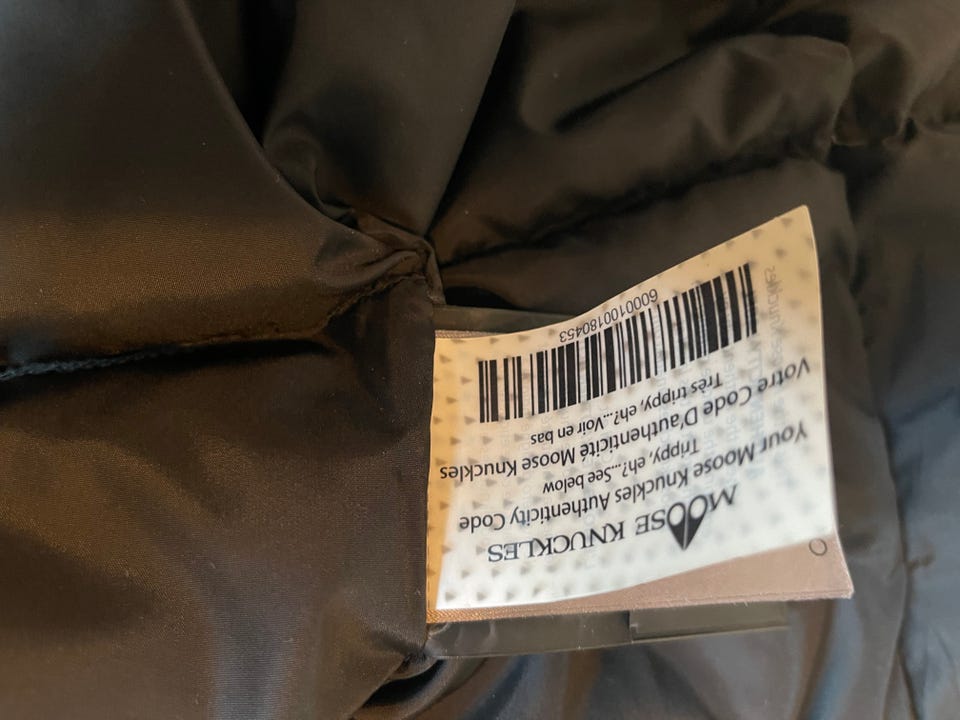 MOOSE KNUCKLES
Your Moose Knuckles Authenticity Code
Trippy, eh?...See below
Votre Code D'authenticité Moose Knuckles
Très trippy, eh?...Voir en bas
6000100180453